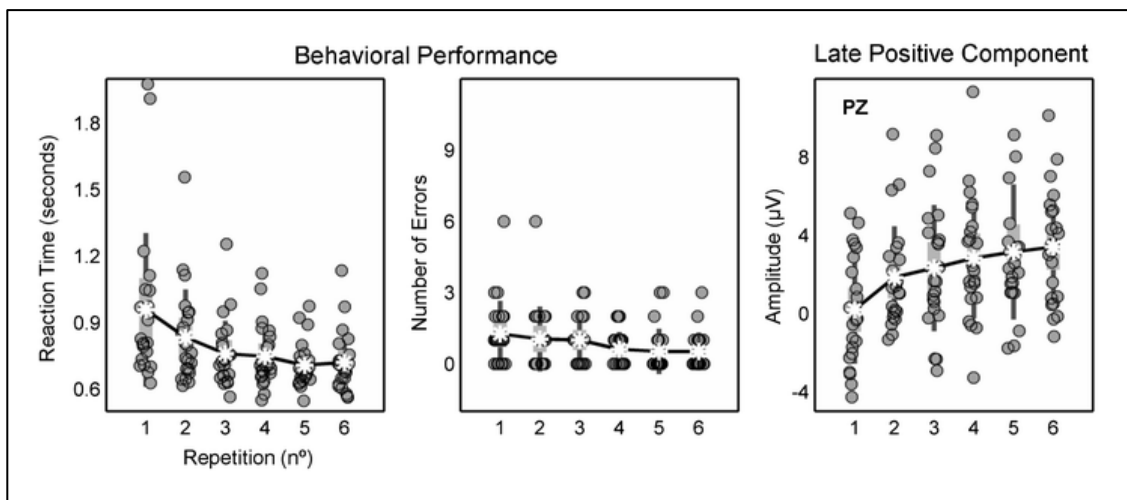 Behavioral Performance
Late Positive Component
Reaction Time (seconds)
1.8
1.5
1.2
0.9
0.6
1 2 3 4 5 6
Repetition (nº)
Number of Errors
9
6
3
0
1 2 3 4 5 6
PZ
Amplitude (µV)
8
4
0
-4
1 2 3 4 5 6